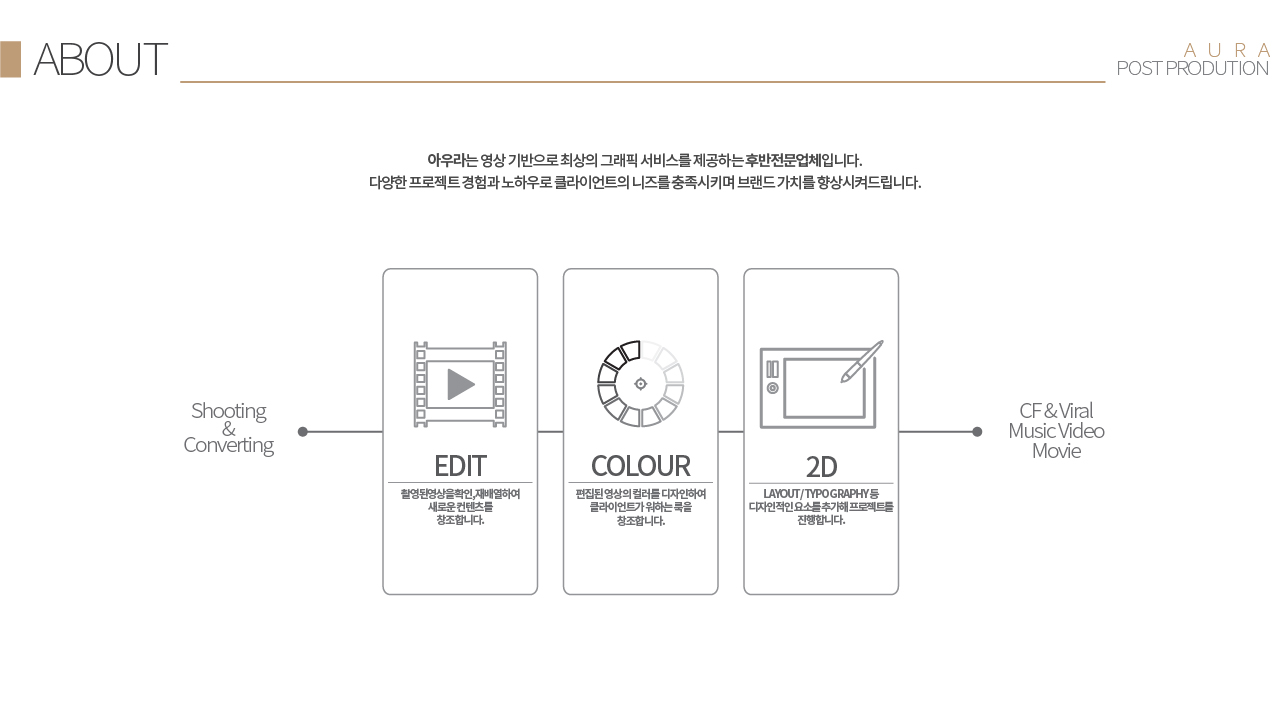 ABOUT
AURA
POST PRODUTION
아우라는 영상 기반으로 최상의 그래픽 서비스를 제공하는 후반전문업체입니다.
다양한 프로젝트 경험과 노하우로 클라이언트의 니즈를 충족시키며 브랜드 가치를 향상시켜드립니다.
Shooting
&
Converting
EDIT
촬영된영상을확인,재배열하여
새로운 컨텐츠를
창조합니다.
COLOUR
편집된 영상의 컬러를 디자인하여
클라이언트가 워하는 룩을
창조합니다.
2D
LAYOUT / TYPOGRAPHY 등
디자인적인 요소를 추가해 프로젝트를
진행합니다.
CF & Viral
Music Video
Movie